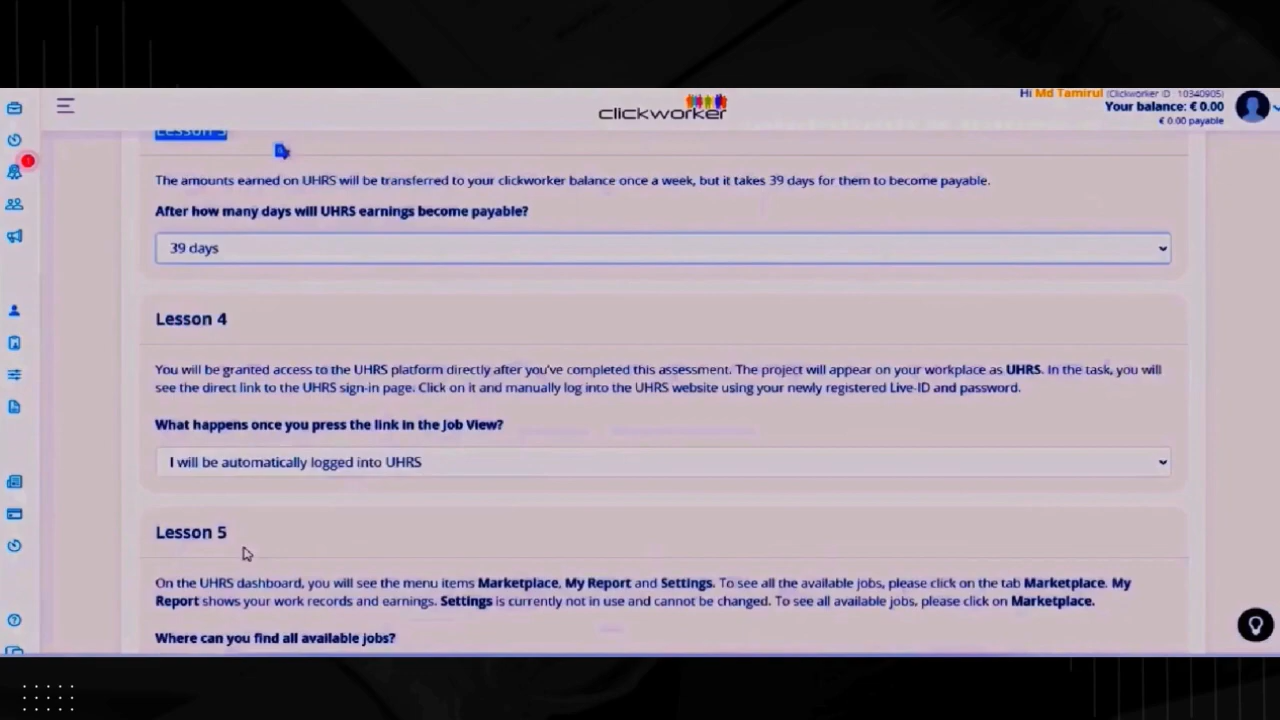 clickworker
Hi Md Tamirul (Clickworker ID : 10340905)
Your balance: € 0.00
€ 0.00 payable
Lesson 3
The amounts earned on UHRS will be transferred to your clickworker balance once a week, but it takes 39 days for them to become payable.
After how many days will UHRS earnings become payable?
39 days
Lesson 4
You will be granted access to the UHRS platform directly after you've completed this assessment. The project will appear on your workplace as UHRS. In the task, you will
see the direct link to the UHRS sign-in page. Click on it and manually log into the UHRS website using your newly registered Live-ID and password.
What happens once you press the link in the Job View?
I will be automatically logged into UHRS
Lesson 5
On the UHRS dashboard, you will see the menu items Marketplace, My Report and Settings. To see all the available jobs, please click on the tab Marketplace. My
Report shows your work records and earnings. Settings is currently not in use and cannot be changed. To see all available jobs, please click on Marketplace.
Where can you find all available jobs?